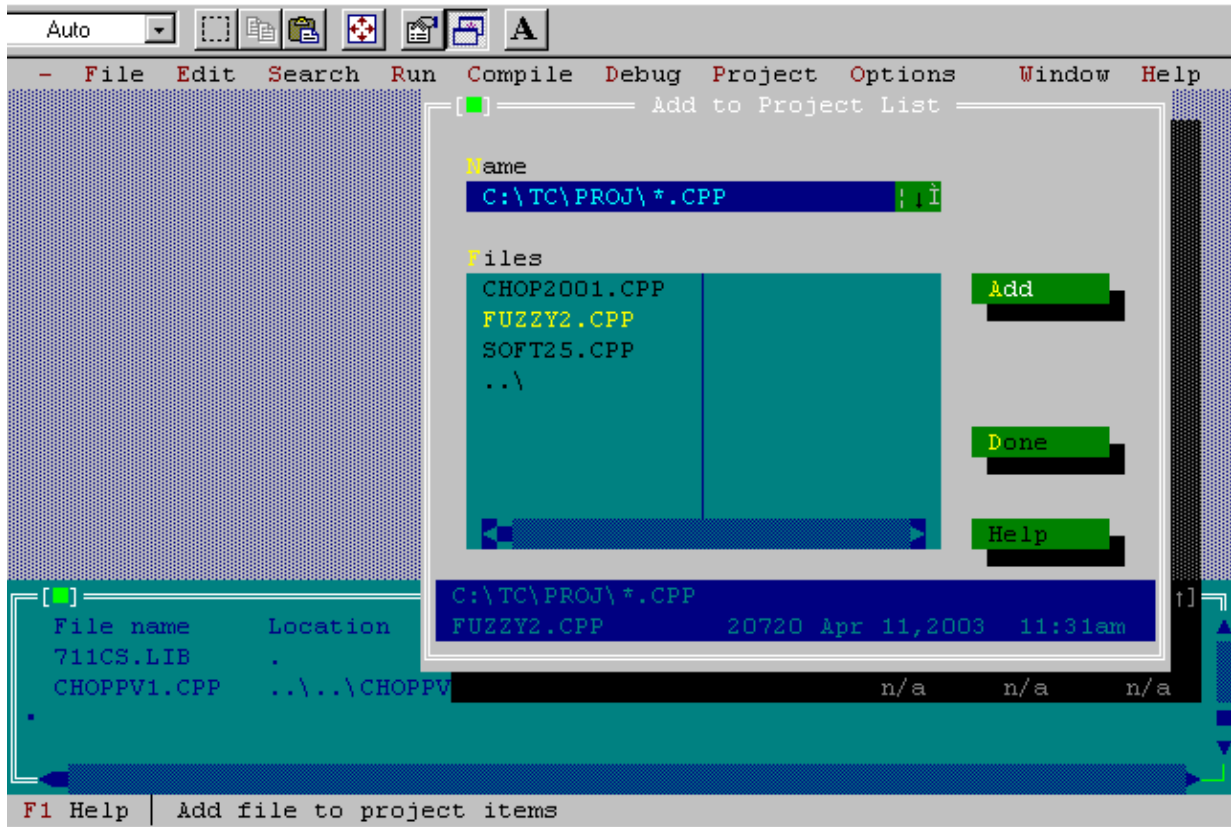 Auto
A
- File Edit Search Run Compile Debug Project Options Window Help
[■] Add to Project List
Name
C:\TC\PROJ\*.CPP ¦↓Ì
Files
CHOP2001.CPP
FUZZY2.CPP
SOFT25.CPP
..\
Add
Done
Help
C:\TC\PROJ\*.CPP
FUZZY2.CPP 20720 Apr 11,2003 11:31am
[■] ↑]
File name Location
711CS.LIB .
CHOPPV1.CPP ..\..\CHOPPV n/a n/a n/a
F1 Help | Add file to project items